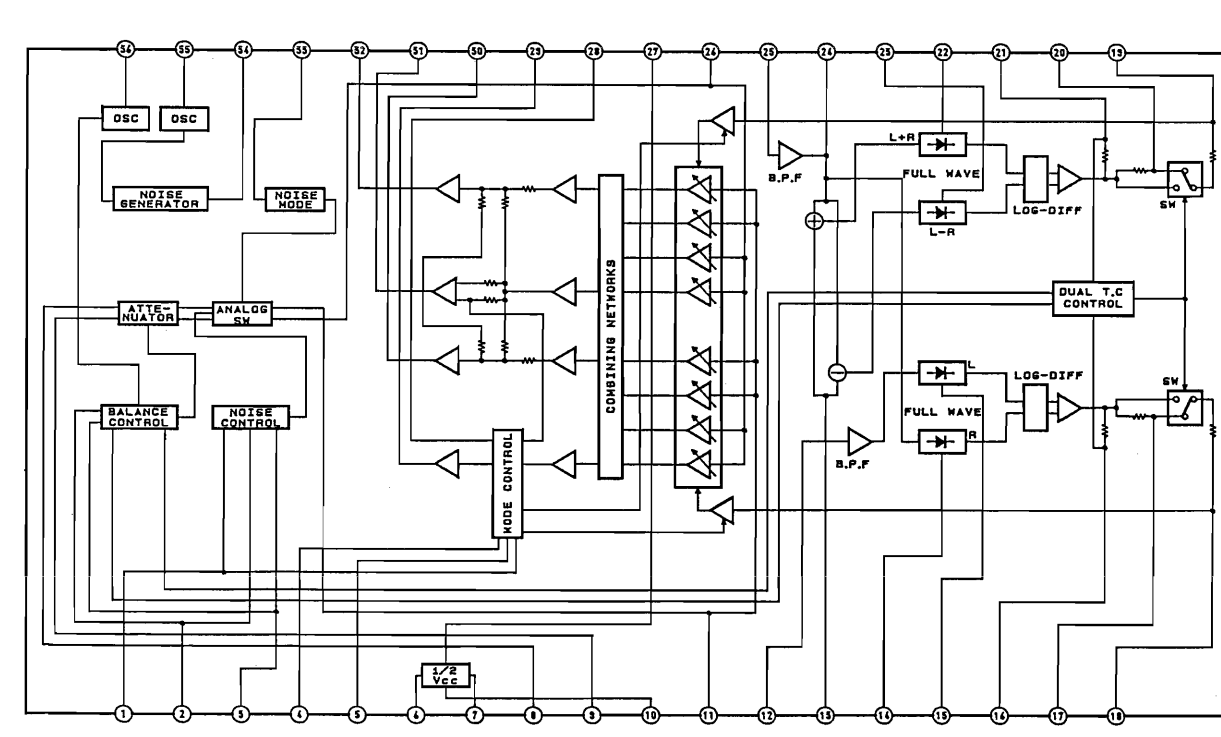 36 35 34 33 32 31 30 29 28 27 26 25 24 23 22 21 20 19
OSC
OSC
NOISE
GENERATOR
NOISE
MODE
ATTE-
NUATOR
ANALOG
SW
BALANCE
CONTROL
NOISE
CONTROL
MODE CONTROL
COMBINING NETWORKS
1/2
Vcc
B.P.F
L+R
FULL WAVE
L-R
LOG-DIFF
SW
DUAL T.C
CONTROL
B.P.F
L
FULL WAVE
R
LOG-DIFF
SW
1 2 3 4 5 6 7 8 9 10 11 12 13 14 15 16 17 18